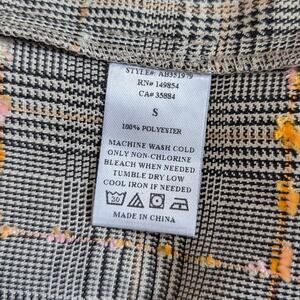 STYLE#: AB351979
RN# 149854
CA# 35884
S
100% POLYESTER
MACHINE WASH COLD
ONLY NON-CHLORINE
BLEACH WHEN NEEDED
TUMBLE DRY LOW
COOL IRON IF NEEDED
30
MADE IN CHINA